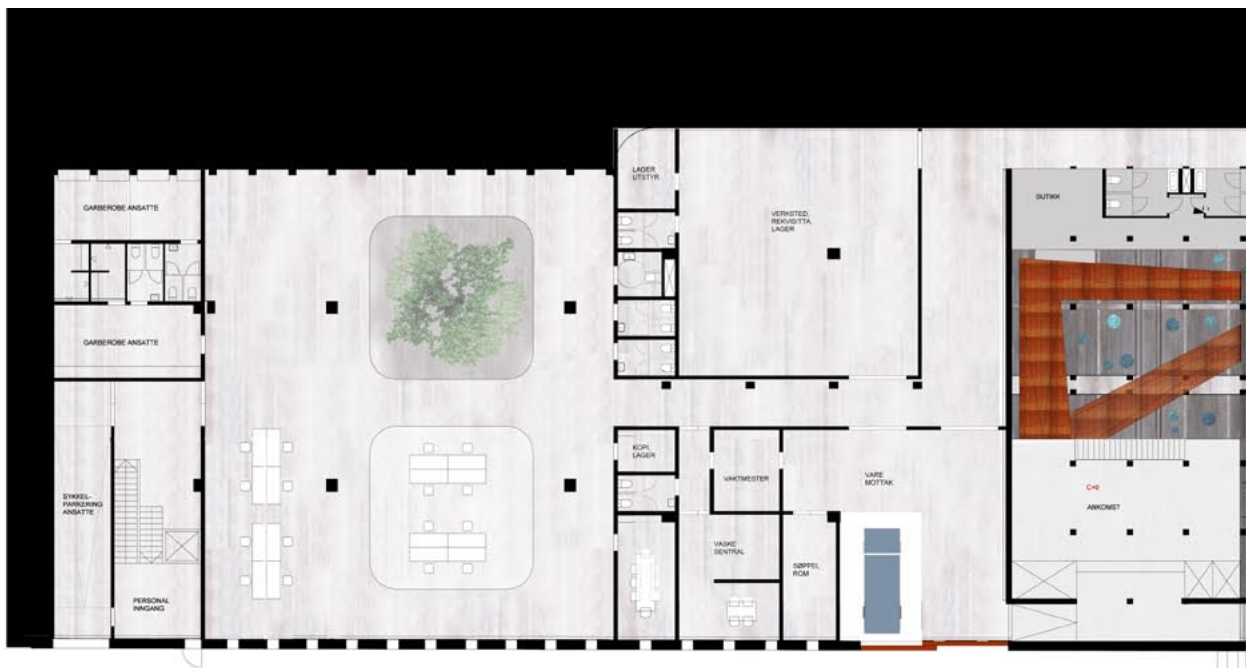 GARBEROBE ANSATTE
GARBEROBE ANSATTE
SYKKEL-
PARKERING
ANSATTE
PERSONAL
INNGANG
LAGER
UTSTYR
VERKSTED,
REKVISITTA,
LAGER
KOPI,
LAGER
VAKTMESTER
VASKE
SENTRAL
SØPPEL
ROM
VARE
MOTTAK
BUTIKK
C+0
ANKOMST